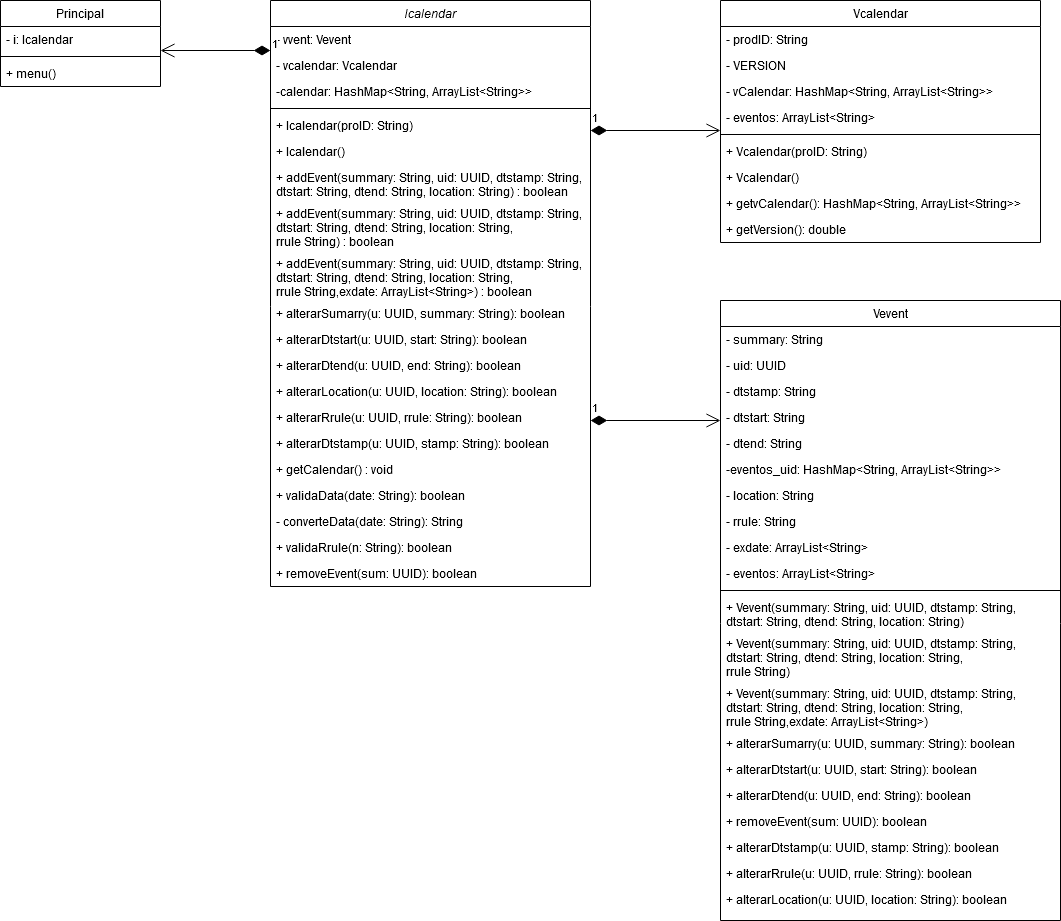 Principal
- i: Icalendar
+ menu()
Icalendar
1
- vvent: Vevent
- vcalendar: Vcalendar
-calendar: HashMap<String, ArrayList<String>>
+ Icalendar(proID: String)
+ Icalendar()
+ addEvent(summary: String, uid: UUID, dtstamp: String,
dtstart: String, dtend: String, location: String) : boolean
+ addEvent(summary: String, uid: UUID, dtstamp: String,
dtstart: String, dtend: String, location: String,
rrule String) : boolean
+ addEvent(summary: String, uid: UUID, dtstamp: String,
dtstart: String, dtend: String, location: String,
rrule String,exdate: ArrayList<String>) : boolean
+ alterarSumarry(u: UUID, summary: String): boolean
+ alterarDtstart(u: UUID, start: String): boolean
+ alterarDtend(u: UUID, end: String): boolean
+ alterarLocation(u: UUID, location: String): boolean
+ alterarRrule(u: UUID, rrule: String): boolean
+ alterarDtstamp(u: UUID, stamp: String): boolean
+ getCalendar() : void
+ validaData(date: String): boolean
- converteData(date: String): String
+ validaRrule(n: String): boolean
+ removeEvent(sum: UUID): boolean
1
1
Vcalendar
- prodID: String
- VERSION
- vCalendar: HashMap<String, ArrayList<String>>
- eventos: ArrayList<String>
+ Vcalendar(proID: String)
+ Vcalendar()
+ getvCalendar(): HashMap<String, ArrayList<String>>
+ getVersion(): double
Vevent
- summary: String
- uid: UUID
- dtstamp: String
- dtstart: String
- dtend: String
-eventos_uid: HashMap<String, ArrayList<String>>
- location: String
- rrule: String
- exdate: ArrayList<String>
- eventos: ArrayList<String>
+ Vevent(summary: String, uid: UUID, dtstamp: String,
dtstart: String, dtend: String, location: String)
+ Vevent(summary: String, uid: UUID, dtstamp: String,
dtstart: String, dtend: String, location: String,
rrule String)
+ Vevent(summary: String, uid: UUID, dtstamp: String,
dtstart: String, dtend: String, location: String,
rrule String,exdate: ArrayList<String>)
+ alterarSumarry(u: UUID, summary: String): boolean
+ alterarDtstart(u: UUID, start: String): boolean
+ alterarDtend(u: UUID, end: String): boolean
+ removeEvent(sum: UUID): boolean
+ alterarDtstamp(u: UUID, stamp: String): boolean
+ alterarRrule(u: UUID, rrule: String): boolean
+ alterarLocation(u: UUID, location: String): boolean